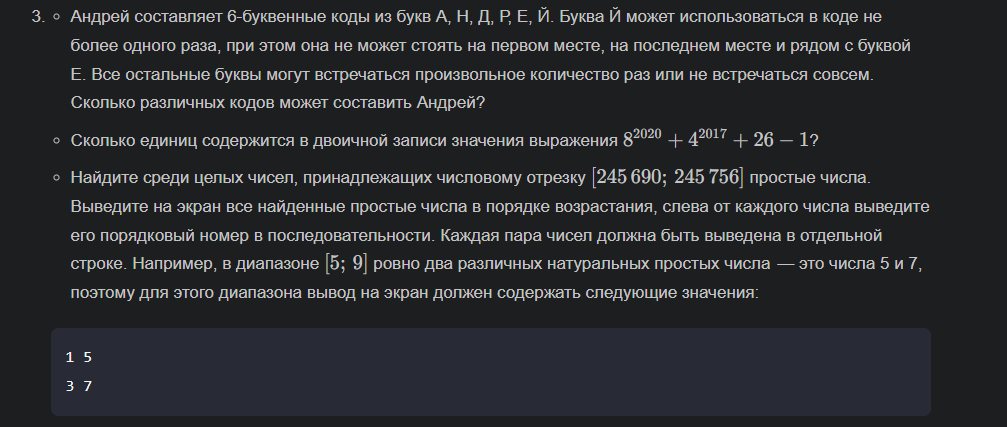 3. ◦ Андрей составляет 6-буквенные коды из букв А, Н, Д, Р, Е, Й. Буква Й может использоваться в коде не
более одного раза, при этом она не может стоять на первом месте, на последнем месте и рядом с буквой
Е. Все остальные буквы могут встречаться произвольное количество раз или не встречаться совсем.
Сколько различных кодов может составить Андрей?
◦ Сколько единиц содержится в двоичной записи значения выражения 8^2020 + 4^2017 + 26 − 1?
◦ Найдите среди целых чисел, принадлежащих числовому отрезку [245 690; 245 756] простые числа.
Выведите на экран все найденные простые числа в порядке возрастания, слева от каждого числа выведите
его порядковый номер в последовательности. Каждая пара чисел должна быть выведена в отдельной
строке. Например, в диапазоне [5; 9] ровно два различных натуральных простых числа — это числа 5 и 7,
поэтому для этого диапазона вывод на экран должен содержать следующие значения:
1 5
3 7